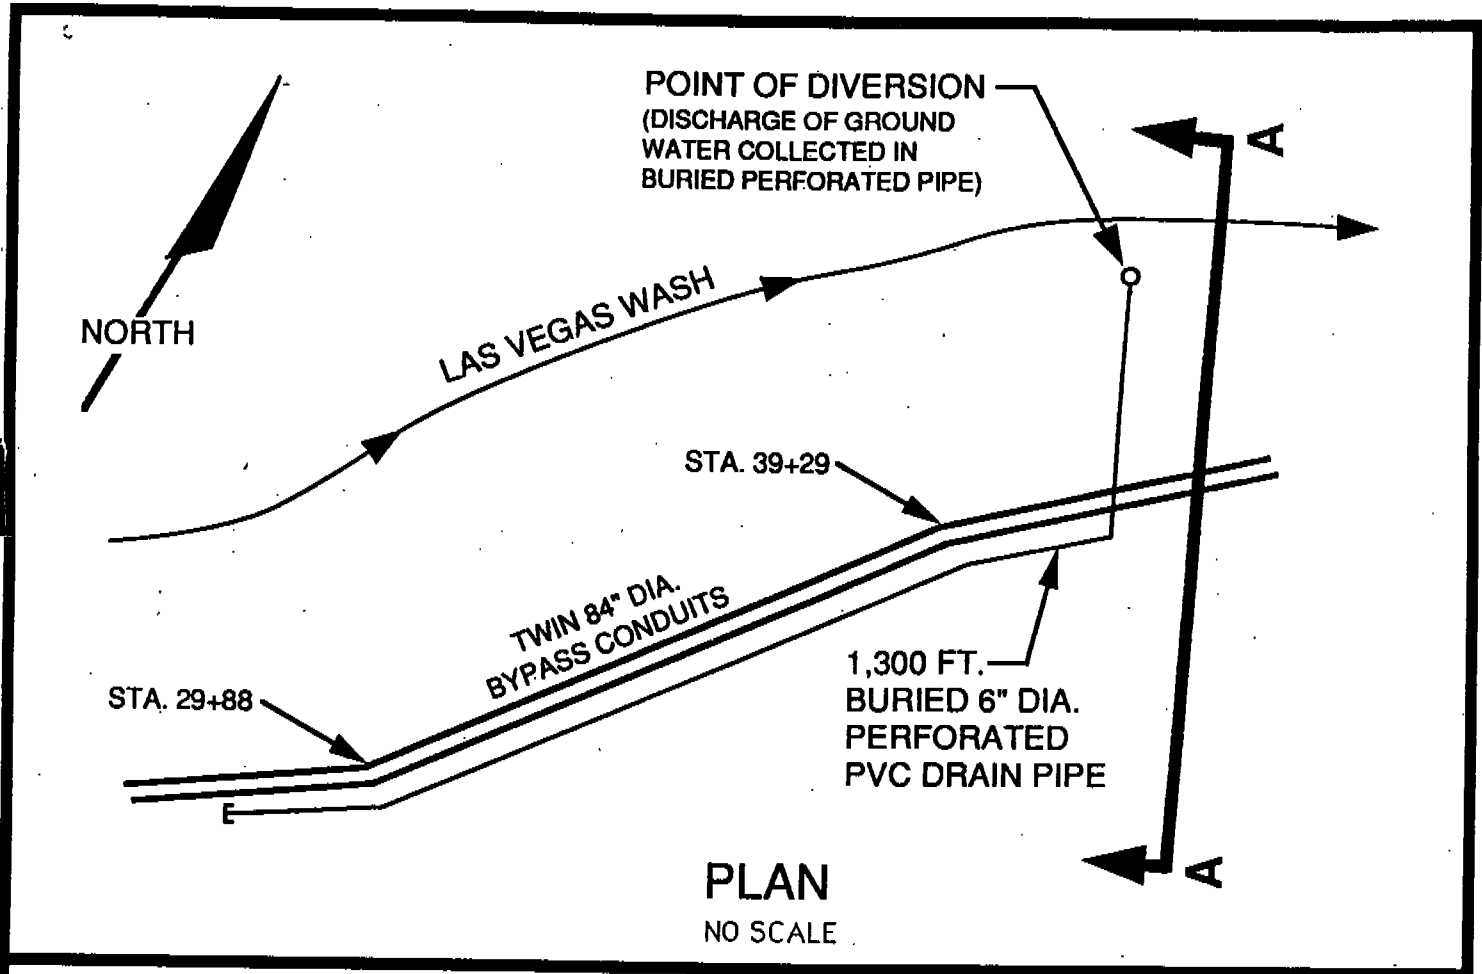 POINT OF DIVERSION
(DISCHARGE OF GROUND
WATER COLLECTED IN
BURIED PERFORATED PIPE)
A
NORTH
LAS VEGAS WASH
STA. 39+29
TWIN 84" DIA.
BYPASS CONDUITS
STA. 29+88
1,300 FT.
BURIED 6" DIA.
PERFORATED
PVC DRAIN PIPE
A
PLAN
NO SCALE